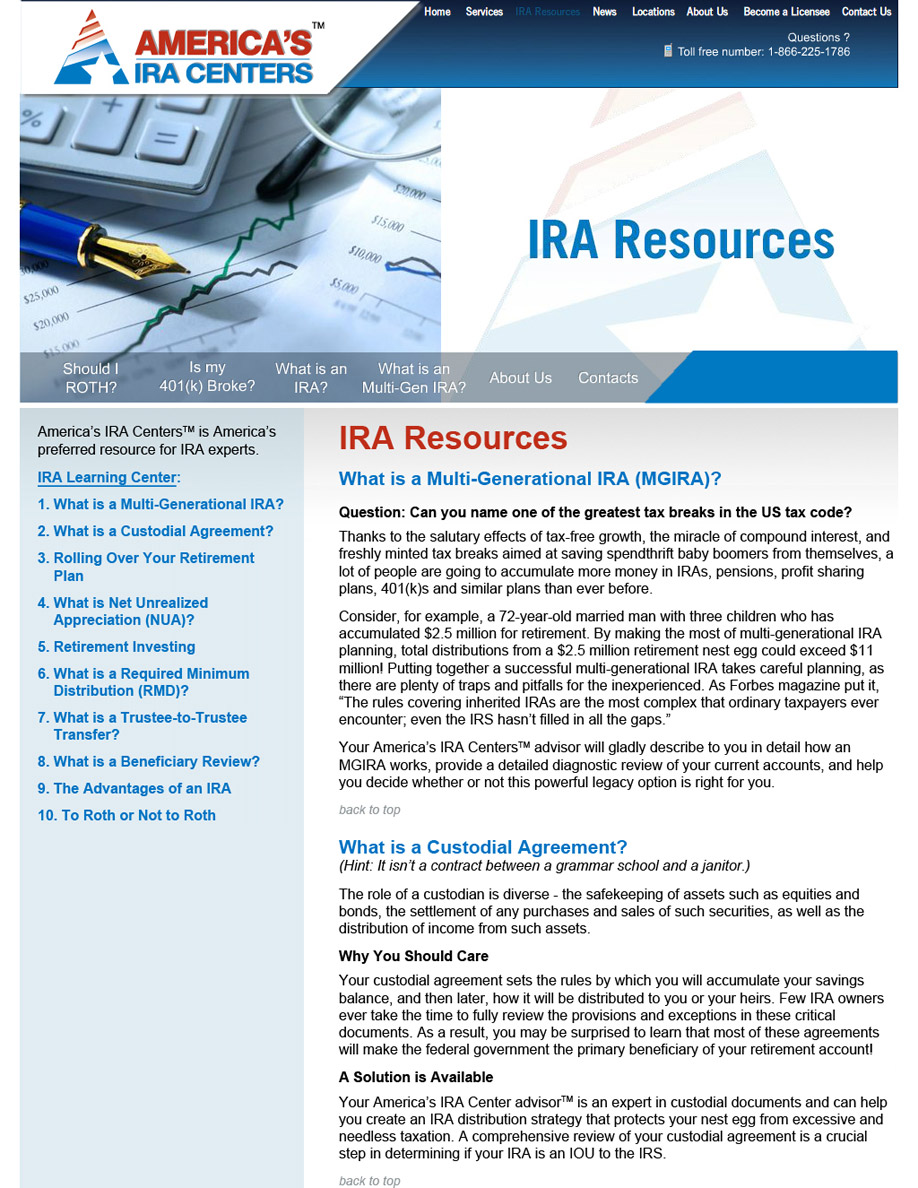 AMERICA'S™
IRA CENTERS
Home Services IRA Resources News Locations About Us Become a Licensee Contact Us
Questions ?
Toll free number: 1-866-225-1786
%
+
=
$20,000
$15,000
$10,000
$5,000
$25,000
$20,000
$15,000
IRA Resources
Should I
ROTH?
Is my
401(k) Broke?
What is an
IRA?
What is an
Multi-Gen IRA?
About Us
Contacts
America's IRA Centers™ is America's
preferred resource for IRA experts.
IRA Learning Center:
1. What is a Multi-Generational IRA?
2. What is a Custodial Agreement?
3. Rolling Over Your Retirement
Plan
4. What is Net Unrealized
Appreciation (NUA)?
5. Retirement Investing
6. What is a Required Minimum
Distribution (RMD)?
7. What is a Trustee-to-Trustee
Transfer?
8. What is a Beneficiary Review?
9. The Advantages of an IRA
10. To Roth or Not to Roth
IRA Resources
What is a Multi-Generational IRA (MGIRA)?
Question: Can you name one of the greatest tax breaks in the US tax code?
Thanks to the salutary effects of tax-free growth, the miracle of compound interest, and
freshly minted tax breaks aimed at saving spendthrift baby boomers from themselves, a
lot of people are going to accumulate more money in IRAs, pensions, profit sharing
plans, 401(k)s and similar plans than ever before.
Consider, for example, a 72-year-old married man with three children who has
accumulated $2.5 million for retirement. By making the most of multi-generational IRA
planning, total distributions from a $2.5 million retirement nest egg could exceed $11
million! Putting together a successful multi-generational IRA takes careful planning, as
there are plenty of traps and pitfalls for the inexperienced. As Forbes magazine put it,
“The rules covering inherited IRAs are the most complex that ordinary taxpayers ever
encounter; even the IRS hasn't filled in all the gaps.”
Your America's IRA Centers™ advisor will gladly describe to you in detail how an
MGIRA works, provide a detailed diagnostic review of your current accounts, and help
you decide whether or not this powerful legacy option is right for you.
back to top
What is a Custodial Agreement?
(Hint: It isn't a contract between a grammar school and a janitor.)
The role of a custodian is diverse - the safekeeping of assets such as equities and
bonds, the settlement of any purchases and sales of such securities, as well as the
distribution of income from such assets.
Why You Should Care
Your custodial agreement sets the rules by which you will accumulate your savings
balance, and then later, how it will be distributed to you or your heirs. Few IRA owners
ever take the time to fully review the provisions and exceptions in these critical
documents. As a result, you may be surprised to learn that most of these agreements
will make the federal government the primary beneficiary of your retirement account!
A Solution is Available
Your America's IRA Center advisor™ is an expert in custodial documents and can help
you create an IRA distribution strategy that protects your nest egg from excessive and
needless taxation. A comprehensive review of your custodial agreement is a crucial
step in determining if your IRA is an IOU to the IRS.
back to top